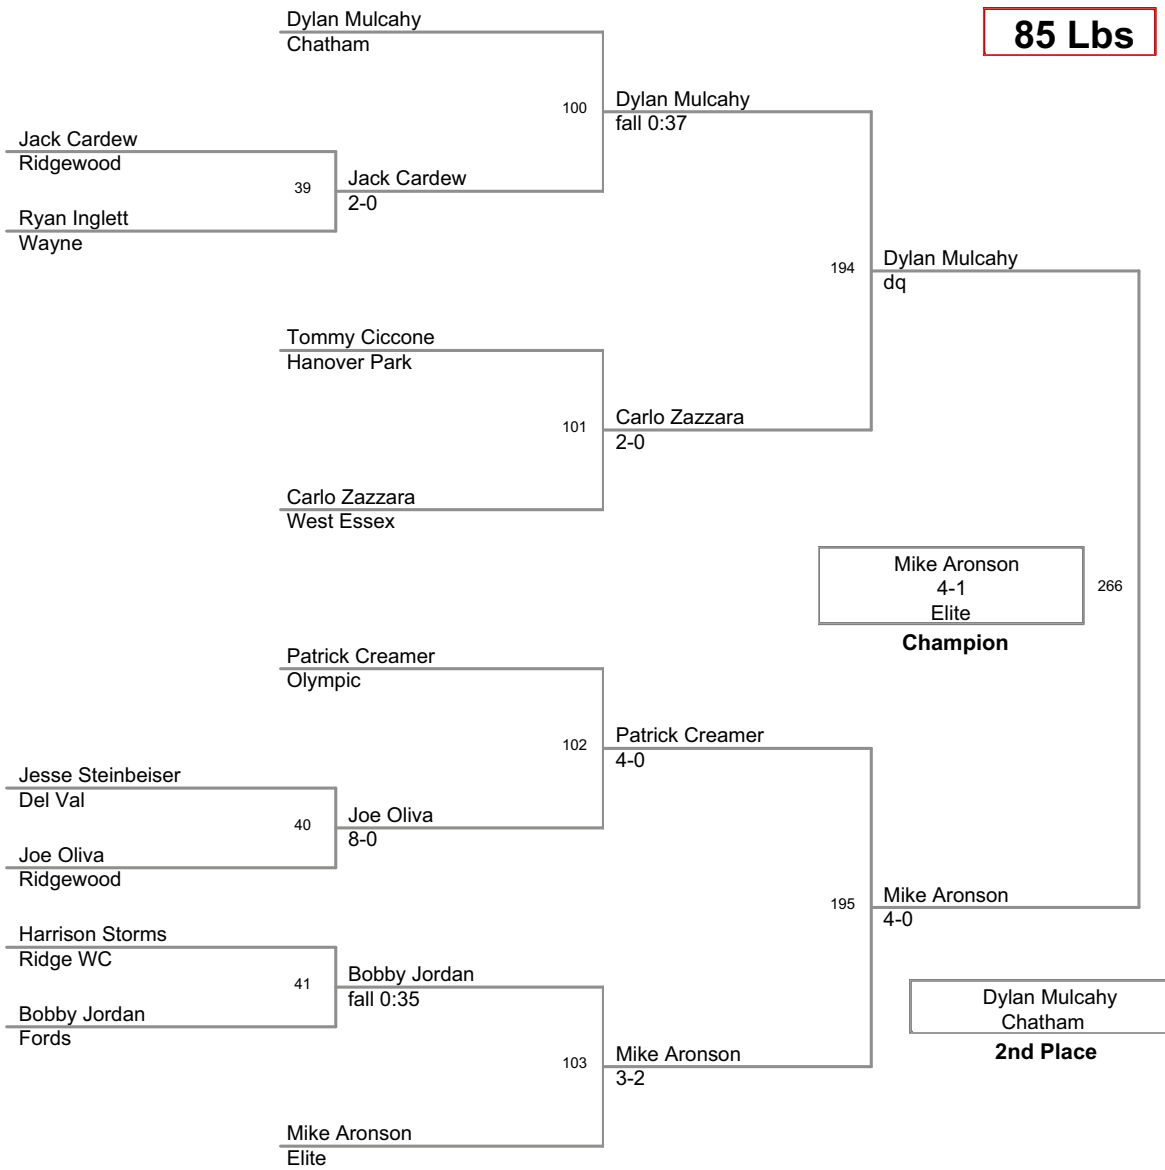 Dylan Mulcahy
Chatham
85 Lbs
100
Dylan Mulcahy
fall 0:37
Jack Cardew
Ridgewood
39
Jack Cardew
2-0
Ryan Inglett
Wayne
194
Dylan Mulcahy
dq
Tommy Ciccone
Hanover Park
101
Carlo Zazzara
2-0
Carlo Zazzara
West Essex
Mike Aronson
4-1
Elite
Champion
266
Patrick Creamer
Olympic
102
Patrick Creamer
4-0
Jesse Steinbeiser
Del Val
40
Joe Oliva
8-0
Joe Oliva
Ridgewood
195
Mike Aronson
4-0
Harrison Storms
Ridge WC
41
Bobby Jordan
fall 0:35
Bobby Jordan
Fords
Dylan Mulcahy
Chatham
2nd Place
103
Mike Aronson
3-2
Mike Aronson
Elite